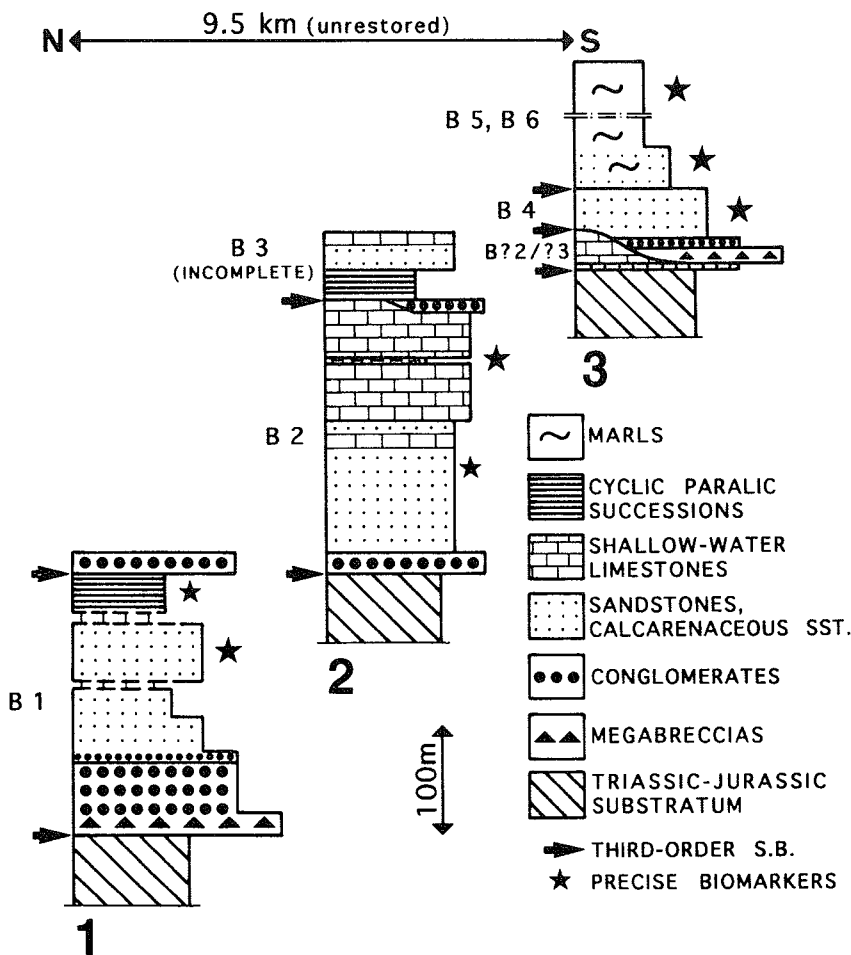 9.5 km (unrestored)
N S
B 5, B 6
B 4
B?2/?3
3
B 3
(INCOMPLETE)
B 2
2
B 1
1
100m
MARLS
CYCLIC PARALIC
SUCCESSIONS
SHALLOW-WATER
LIMESTONES
SANDSTONES,
CALCARENACEOUS SST.
CONGLOMERATES
MEGABRECCIAS
TRIASSIC-JURASSIC
SUBSTRATUM
THIRD-ORDER S.B.
PRECISE BIOMARKERS